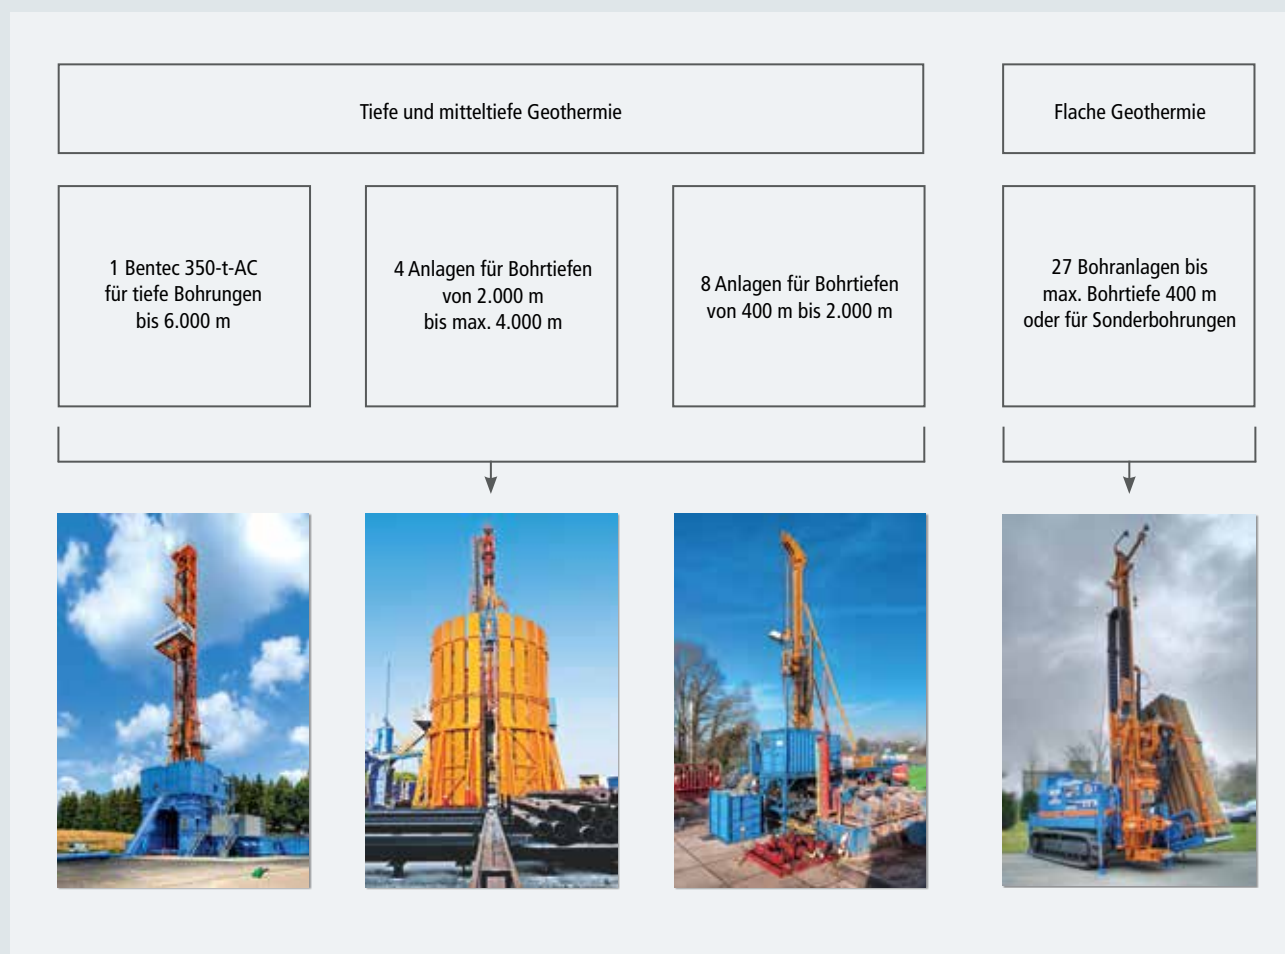 Tiefe und mitteltiefe Geothermie
Flache Geothermie
1 Bentec 350-t-AC
für tiefe Bohrungen
bis 6.000 m
4 Anlagen für Bohrtiefen
von 2.000 m
bis max. 4.000 m
8 Anlagen für Bohrtiefen
von 400 m bis 2.000 m
27 Bohranlagen bis
max. Bohrtiefe 400 m
oder für Sonderbohrungen